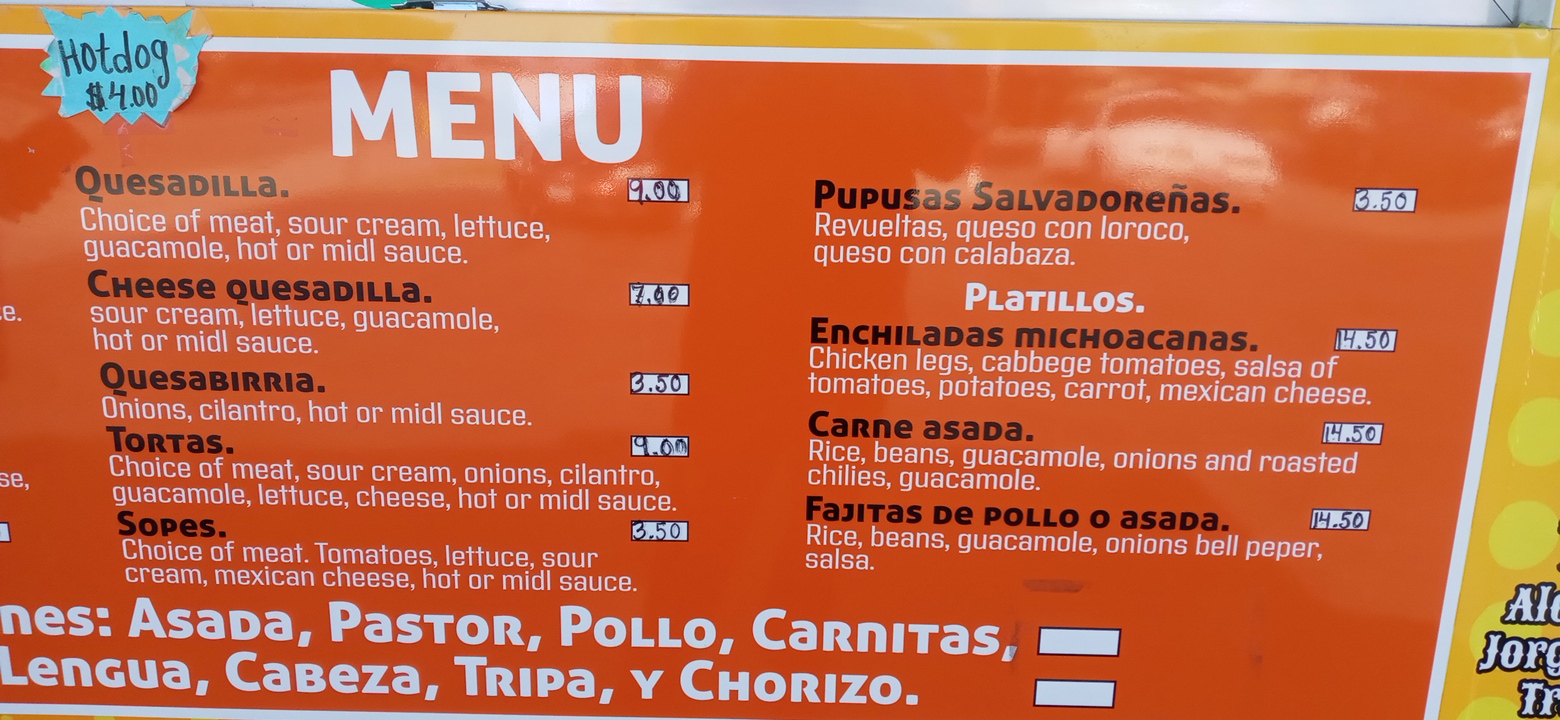 Hotdog
$4.00
MENU
Quesadilla. 9.00
Choice of meat, sour cream, lettuce,
guacamole, hot or midl sauce.
Cheese quesadilla. 7.00
sour cream, lettuce, guacamole,
hot or midl sauce.
Quesabirria. 3.50
Onions, cilantro, hot or midl sauce.
Tortas. 9.00
Choice of meat, sour cream, onions, cilantro,
guacamole, lettuce, cheese, hot or midl sauce.
Sopes. 3.50
Choice of meat. Tomatoes, lettuce, sour
cream, mexican cheese, hot or midl sauce.
Pupusas Salvadoreñas. 3.50
Revueltas, queso con loroco,
queso con calabaza.
Platillos.
Enchiladas michoacanas. 14.50
Chicken legs, cabbege tomatoes, salsa of
tomatoes, potatoes, carrot, mexican cheese.
Carne asada. 14.50
Rice, beans, guacamole, onions and roasted
chilies, guacamole.
Fajitas de pollo o asada. 14.50
Rice, beans, guacamole, onions bell peper,
salsa.
nes: Asada, Pastor, Pollo, Carnitas,
Lengua, Cabeza, Tripa, y Chorizo.